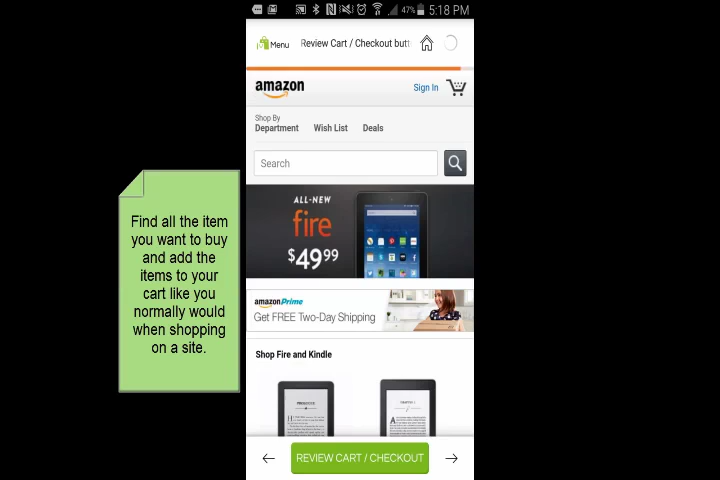 47% 5:18 PM
Menu Review Cart / Checkout butt
amazon Sign In
Shop By
Department Wish List Deals
Search
ALL-NEW
fire
$49.99
amazonPrime
Get FREE Two-Day Shipping
Shop Fire and Kindle
REVIEW CART / CHECKOUT
Find all the item
you want to buy
and add the
items to your
cart like you
normally would
when shopping
on a site.